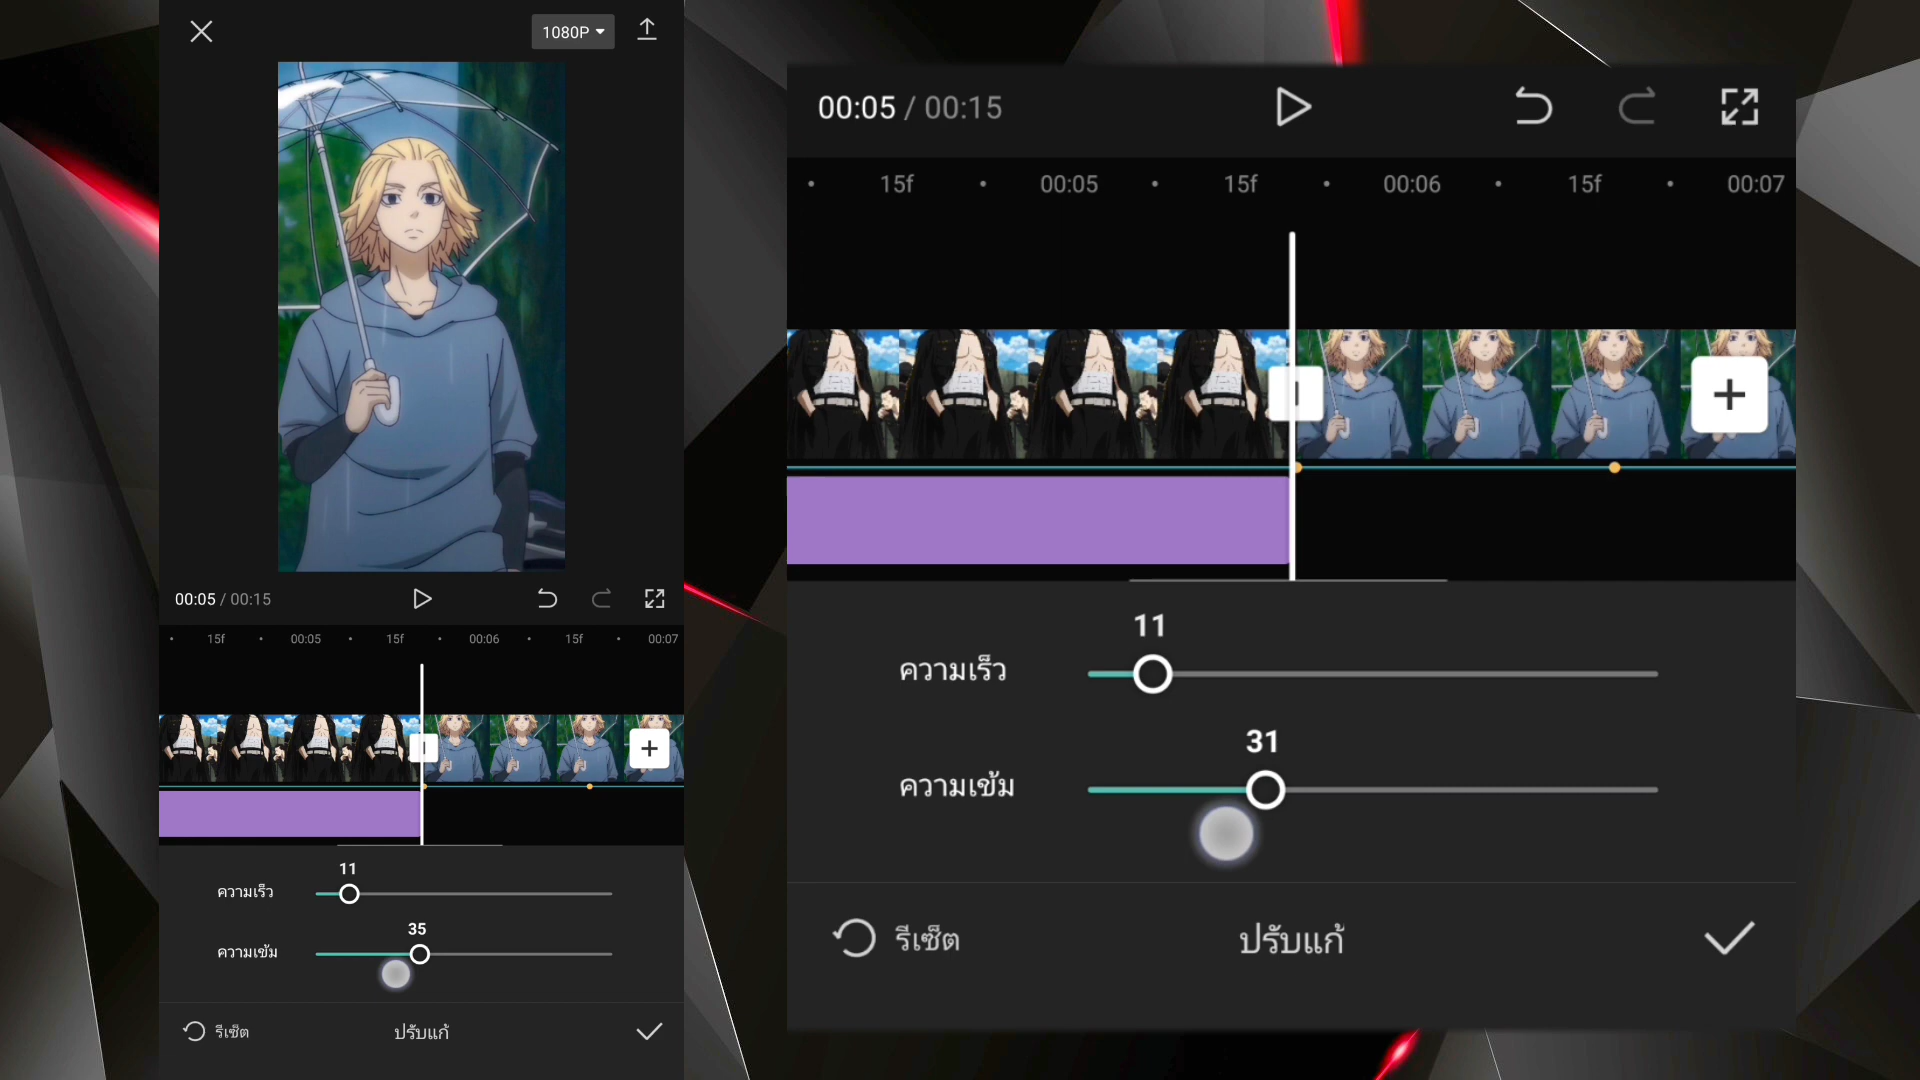 1080P
00:05 / 00:15
15f 00:05 15f 00:06 15f 00:07
11
ความเร็ว
35
ความเข้ม
รีเซ็ต ปรับแก้
00:05 / 00:15
15f 00:05 15f 00:06 15f 00:07
11
ความเร็ว
31
ความเข้ม
รีเซ็ต ปรับแก้